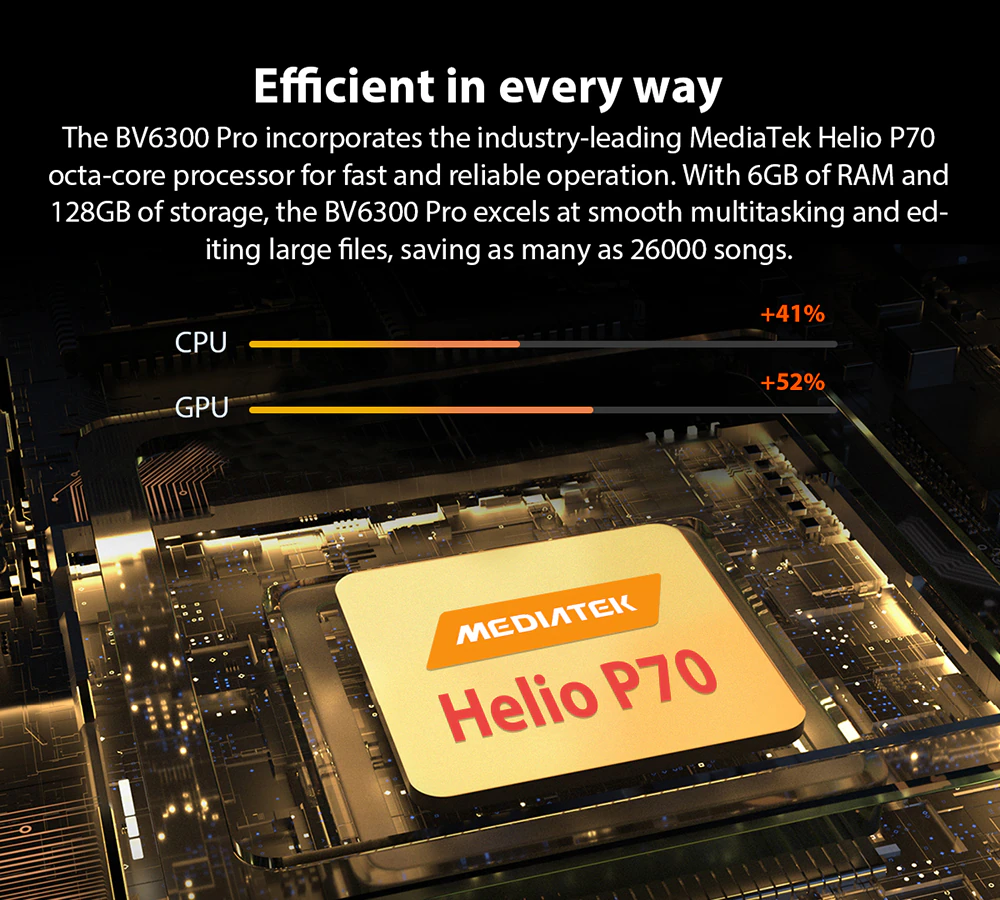 Efficient in every way
The BV6300 Pro incorporates the industry-leading MediaTek Helio P70
octa-core processor for fast and reliable operation. With 6GB of RAM and
128GB of storage, the BV6300 Pro excels at smooth multitasking and ed-
iting large files, saving as many as 26000 songs.
+41%
CPU
+52%
GPU
MEDIATEK
Helio P70